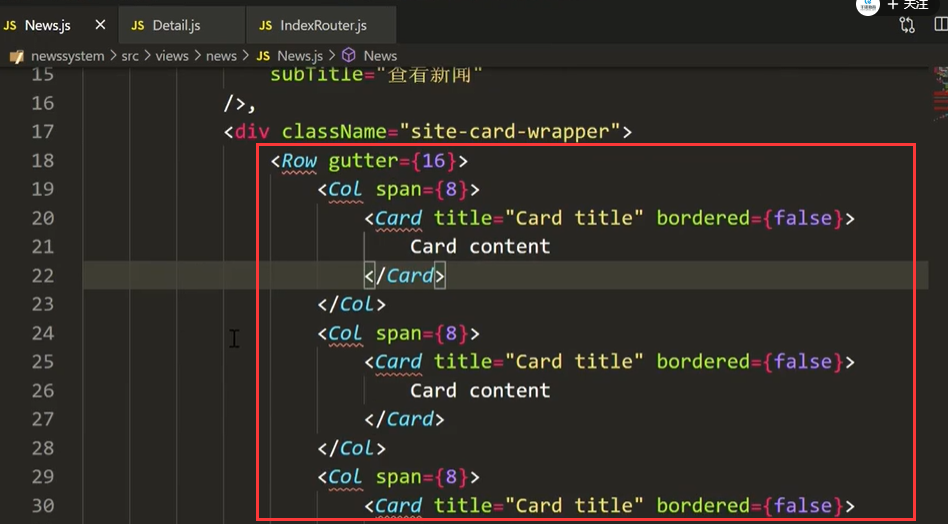 关注
JS News.js × JS Detail.js JS IndexRouter.js
newssystem > src > views > news > JS News.js > News
15 subTitle="查看新闻"
16 />,
17 <div className="site-card-wrapper">
18 <Row gutter={16}>
19 <Col span={8}>
20 <Card title="Card title" bordered={false}>
21 Card content
22 </Card>
23 </Col>
24 <Col span={8}>
25 <Card title="Card title" bordered={false}>
26 Card content
27 </Card>
28 </Col>
29 <Col span={8}>
30 <Card title="Card title" bordered={false}>